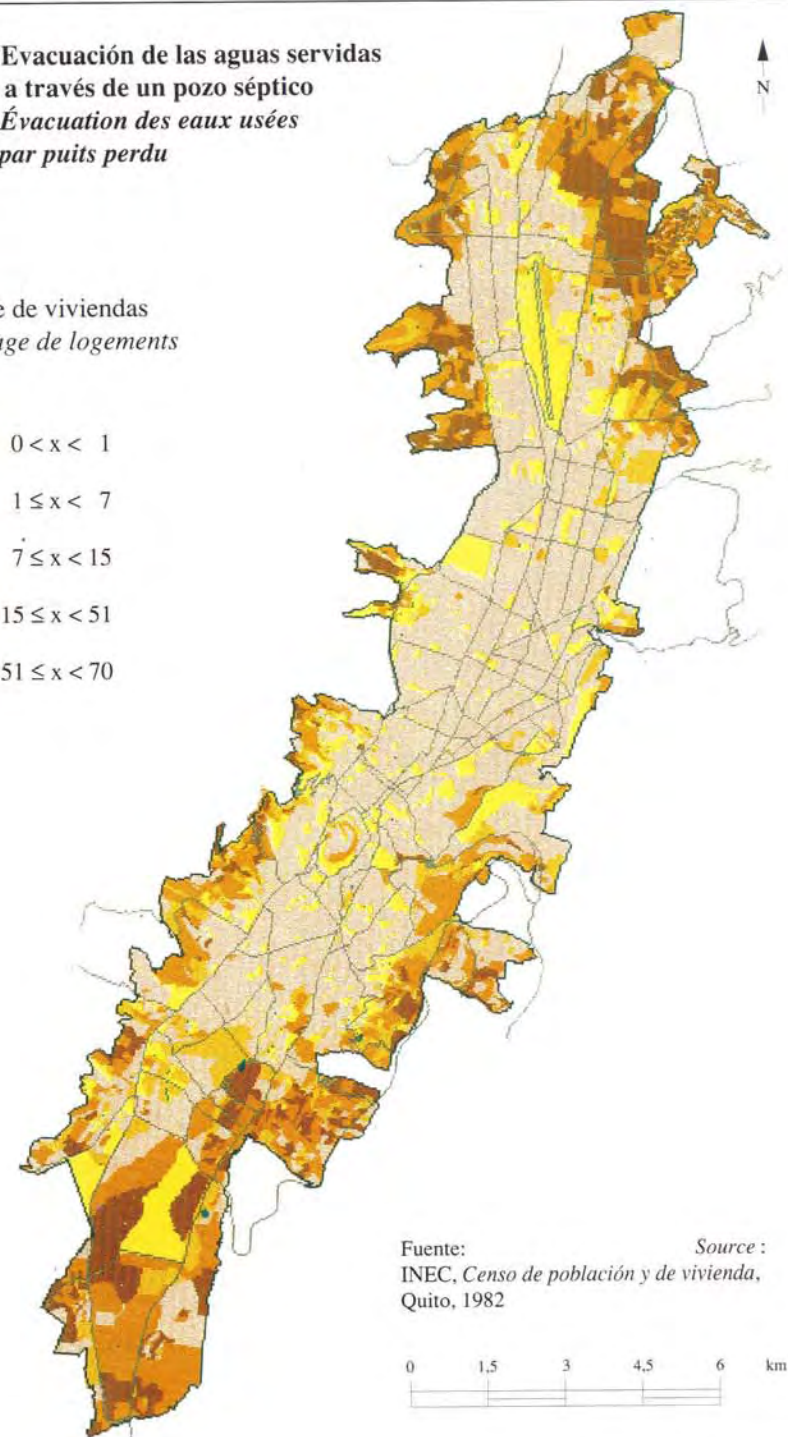 Evacuación de las aguas servidas
a través de un pozo séptico
Évacuation des eaux usées
par puits perdu
N
de viviendas
de logements
0 < x < 1
1 ≤ x < 7
7 ≤ x < 15
15 ≤ x < 51
51 ≤ x < 70
Fuente: Source :
INEC, Censo de población y de vivienda,
Quito, 1982
0 1,5 3 4,5 6 km